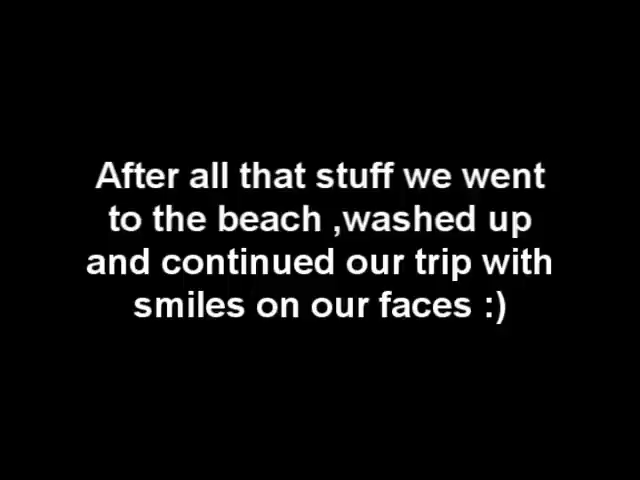 After all that stuff we went
to the beach ,washed up
and continued our trip with
smiles on our faces :)